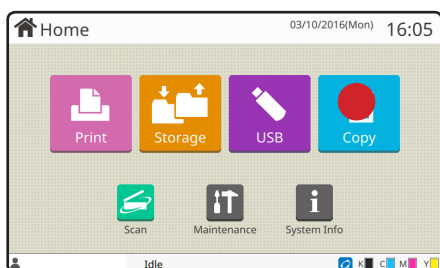 Home
03/10/2016(Mon) 16:05
Print Storage USB Copy
Scan Maintenance System Info
Idle
K C M Y